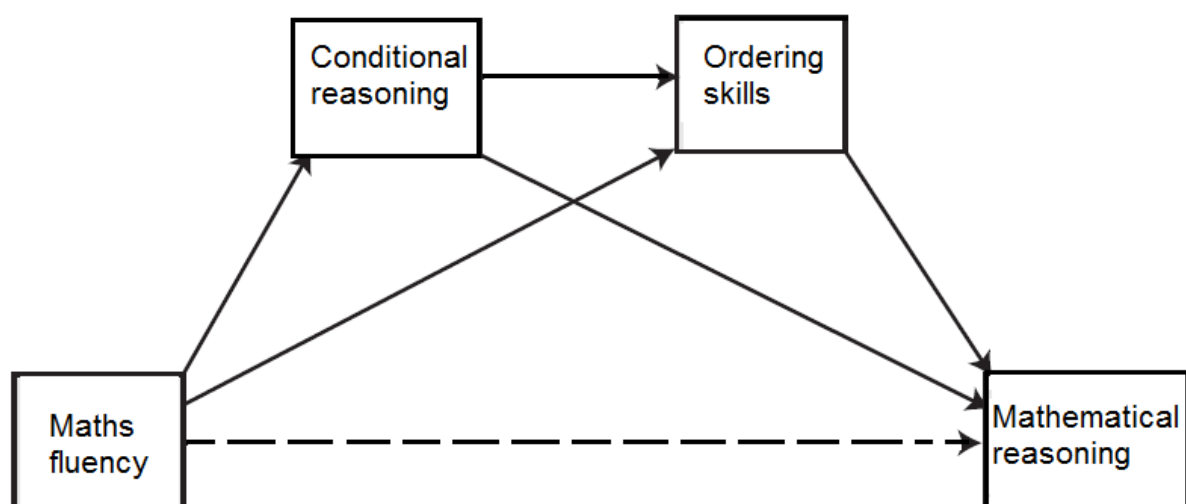 Conditional
reasoning
Ordering
skills
Maths
fluency
Mathematical
reasoning